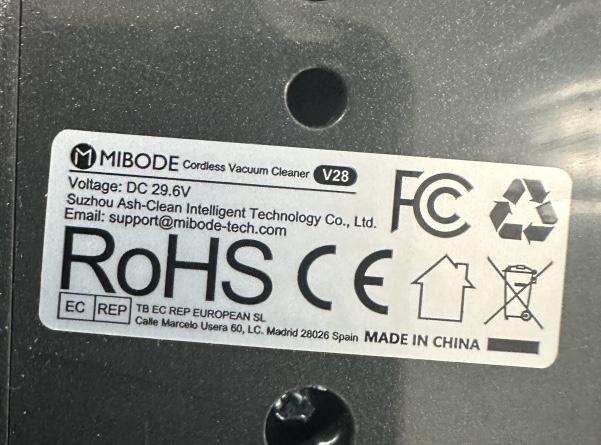 MIBODE Cordless Vacuum Cleaner V28
Voltage: DC 29.6V
Suzhou Ash-Clean Intelligent Technology Co., Ltd.
Email: support@mibode-tech.com
FC
RoHS CE
EC REP TB EC REP EUROPEAN SL
Calle Marcelo Usera 60, LC. Madrid 28026 Spain MADE IN CHINA